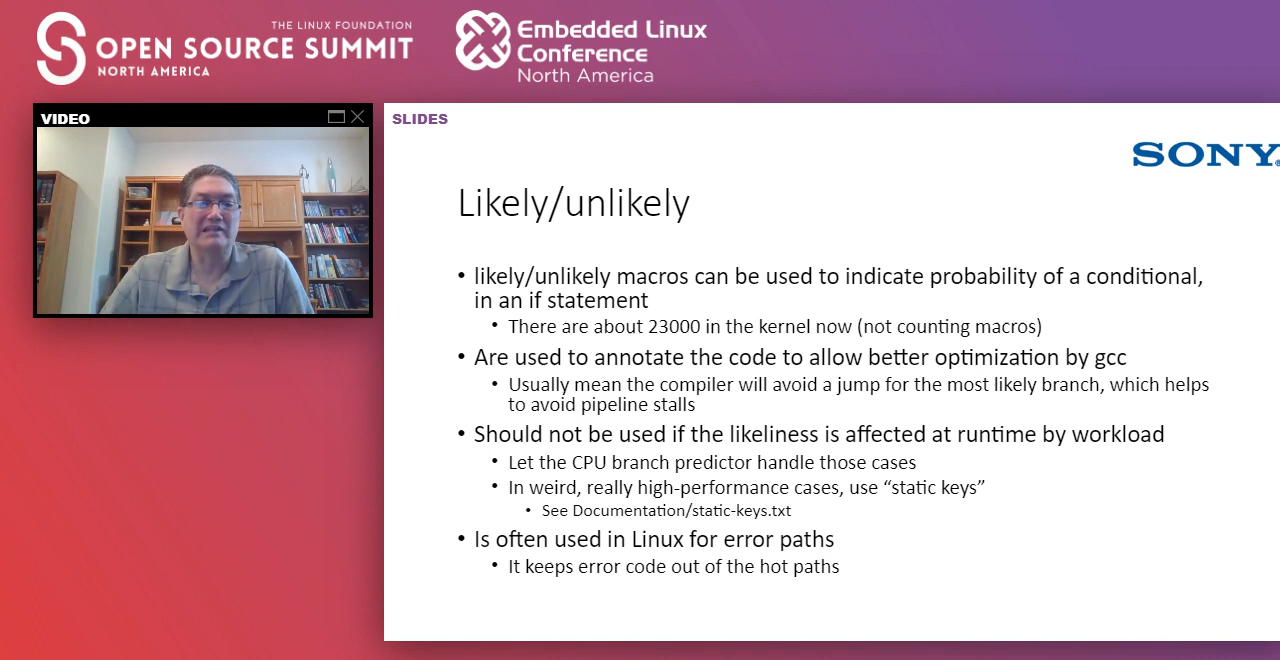 THE LINUX FOUNDATION
OPEN SOURCE SUMMIT
NORTH AMERICA
Embedded Linux
Conference
North America
VIDEO
SLIDES
SONY
Likely/unlikely
• likely/unlikely macros can be used to indicate probability of a conditional,
in an if statement
• There are about 23000 in the kernel now (not counting macros)
• Are used to annotate the code to allow better optimization by gcc
• Usually mean the compiler will avoid a jump for the most likely branch, which helps
to avoid pipeline stalls
• Should not be used if the likeliness is affected at runtime by workload
• Let the CPU branch predictor handle those cases
• In weird, really high-performance cases, use “static keys”
• See Documentation/static-keys.txt
• Is often used in Linux for error paths
• It keeps error code out of the hot paths